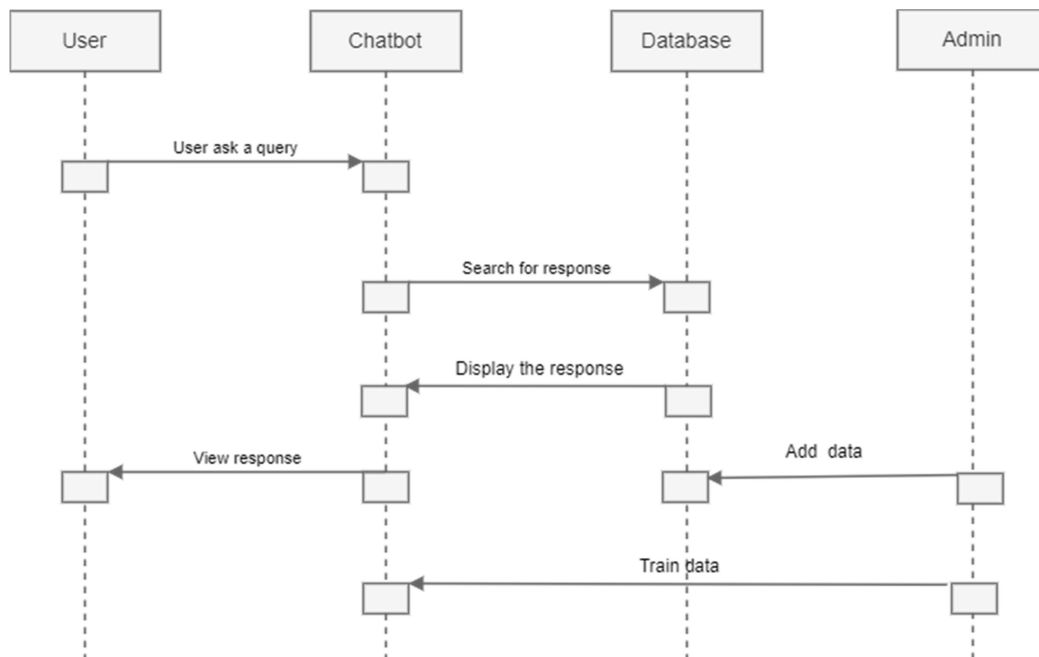 User
Chatbot
Database
Admin
User ask a query
Search for response
Display the response
View response
Add data
Train data